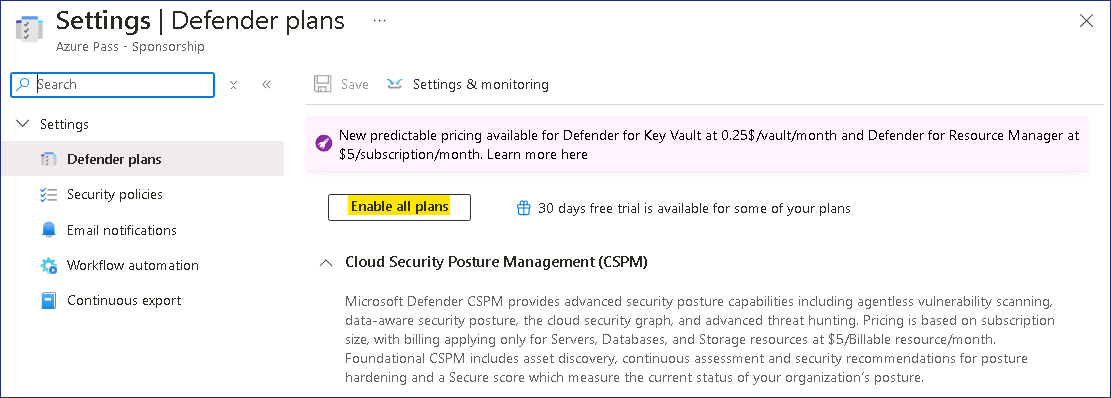 Settings | Defender plans ...
Azure Pass - Sponsorship
Search
Save
Settings & monitoring
Settings
Defender plans
Security policies
Email notifications
Workflow automation
Continuous export
New predictable pricing available for Defender for Key Vault at 0.25$/vault/month and Defender for Resource Manager at
$5/subscription/month. Learn more here
Enable all plans
30 days free trial is available for some of your plans
Cloud Security Posture Management (CSPM)
Microsoft Defender CSPM provides advanced security posture capabilities including agentless vulnerability scanning,
data-aware security posture, the cloud security graph, and advanced threat hunting. Pricing is based on subscription
size, with billing applying only for Servers, Databases, and Storage resources at $5/Billable resource/month.
Foundational CSPM includes asset discovery, continuous assessment and security recommendations for posture
hardening and a Secure score which measure the current status of your organization's posture.